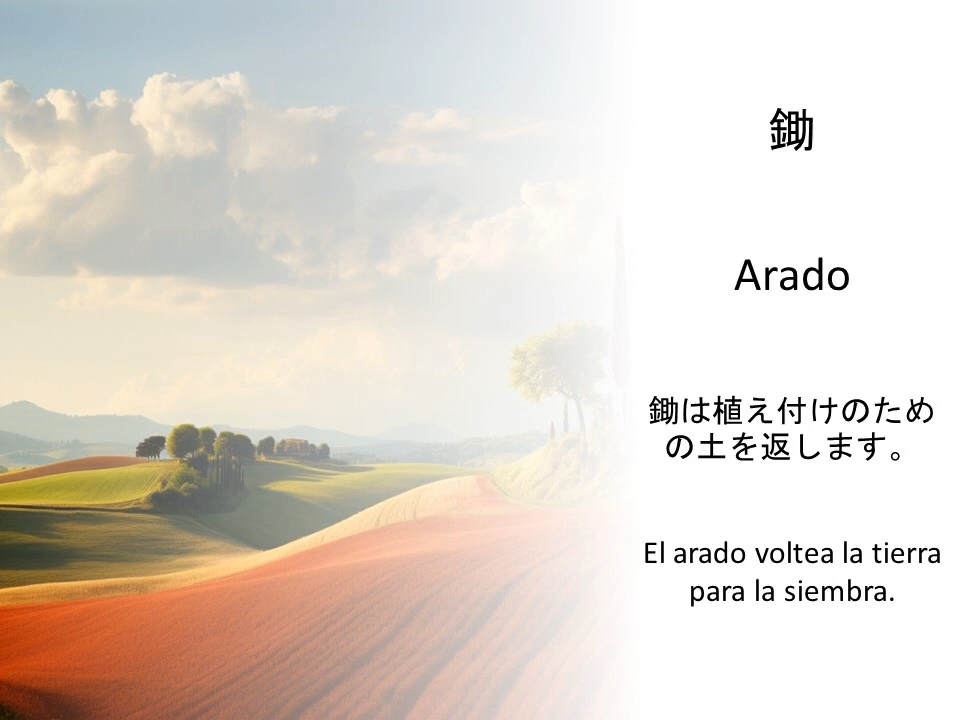 鋤
Arado
鋤は植え付けのため
の土を返します。
El arado voltea la tierra
para la siembra.